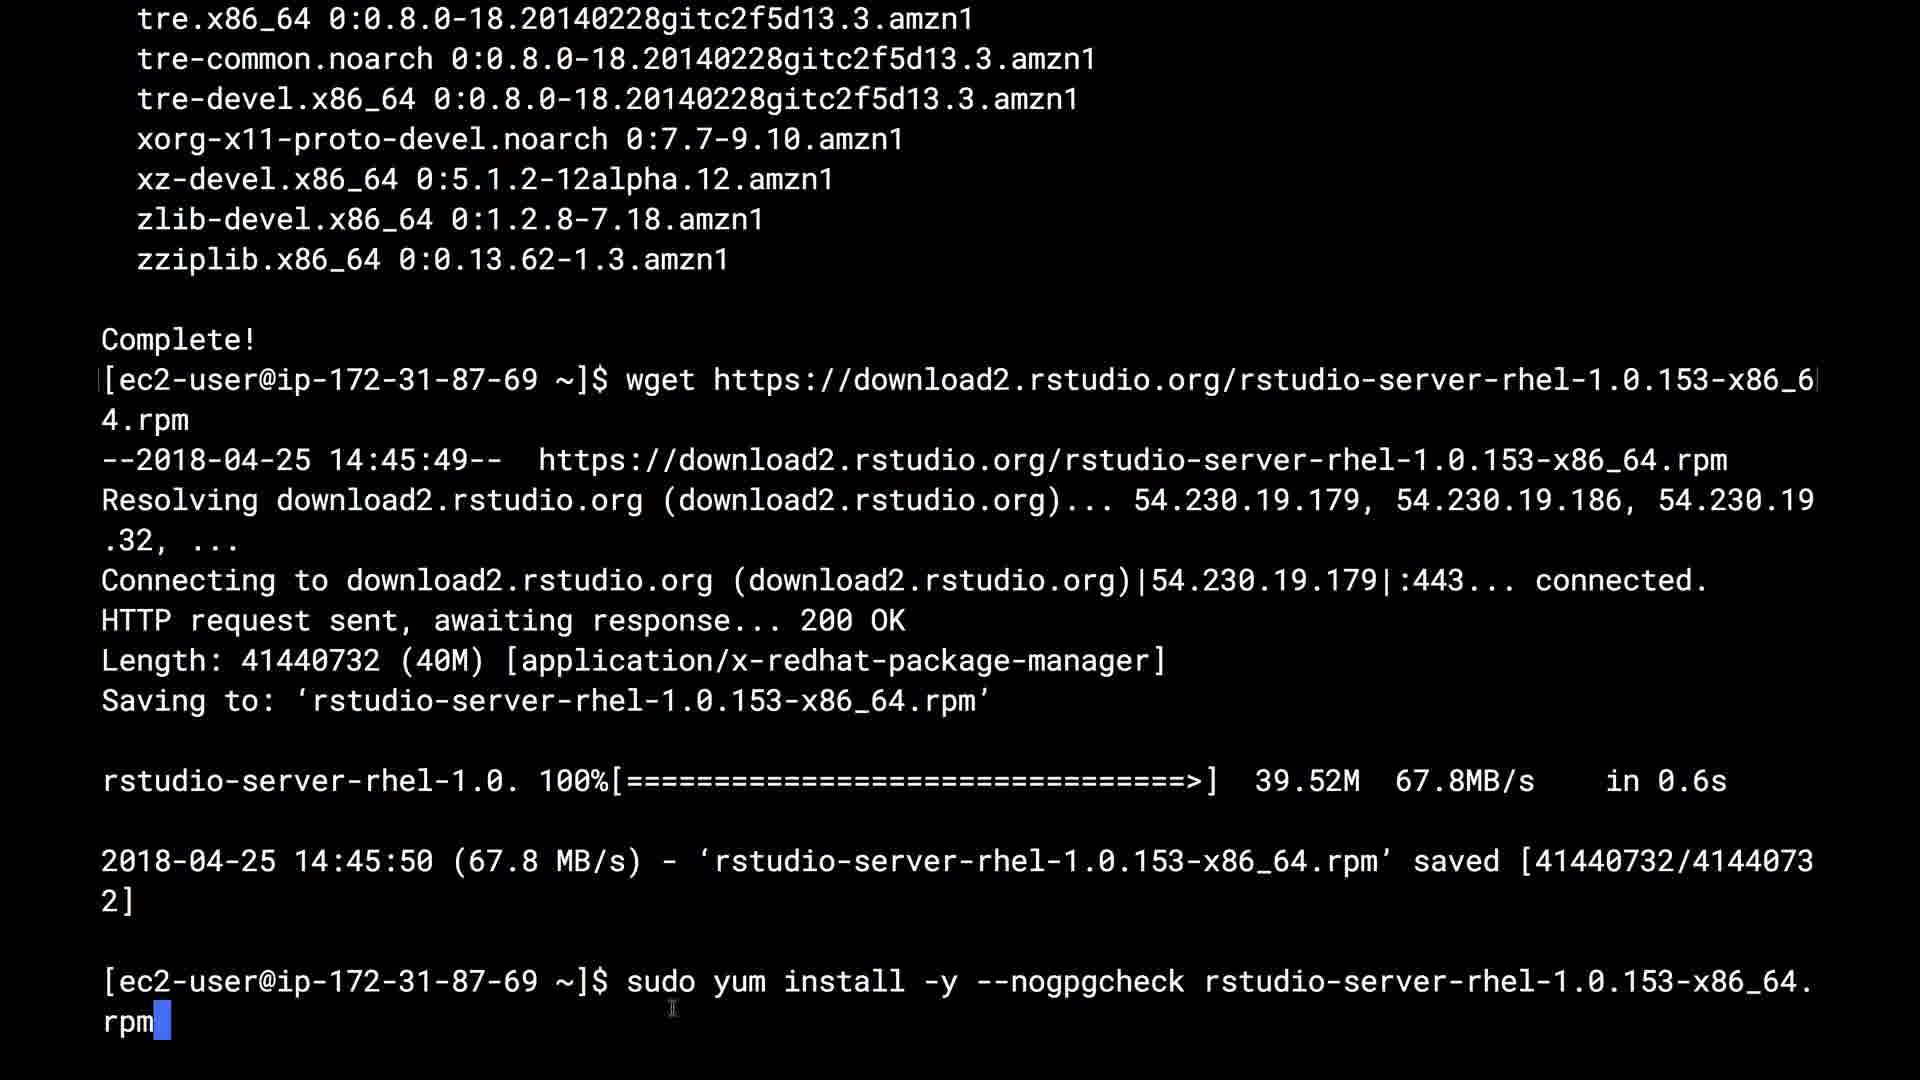 tre.x86_64 0:0.8.0-18.20140228gitc2f5d13.3.amzn1
tre-common.noarch 0:0.8.0-18.20140228gitc2f5d13.3.amzn1
tre-devel.x86_64 0:0.8.0-18.20140228gitc2f5d13.3.amzn1
xorg-x11-proto-devel.noarch 0:7.7-9.10.amzn1
xz-devel.x86_64 0:5.1.2-12alpha.12.amzn1
zlib-devel.x86_64 0:1.2.8-7.18.amzn1
zziplib.x86_64 0:0.13.62-1.3.amzn1
Complete!
[ec2-user@ip-172-31-87-69 ~]$ wget https://download2.rstudio.org/rstudio-server-rhel-1.0.153-x86_6
4.rpm
--2018-04-25 14:45:49--  https://download2.rstudio.org/rstudio-server-rhel-1.0.153-x86_64.rpm
Resolving download2.rstudio.org (download2.rstudio.org)... 54.230.19.179, 54.230.19.186, 54.230.19
.32, ...
Connecting to download2.rstudio.org (download2.rstudio.org)|54.230.19.179|:443... connected.
HTTP request sent, awaiting response... 200 OK
Length: 41440732 (40M) [application/x-redhat-package-manager]
Saving to: ‘rstudio-server-rhel-1.0.153-x86_64.rpm’
rstudio-server-rhel-1.0. 100%[================================>]  39.52M  67.8MB/s    in 0.6s
2018-04-25 14:45:50 (67.8 MB/s) - ‘rstudio-server-rhel-1.0.153-x86_64.rpm’ saved [41440732/4144073
2]
[ec2-user@ip-172-31-87-69 ~]$ sudo yum install -y --nogpgcheck rstudio-server-rhel-1.0.153-x86_64.
rpm